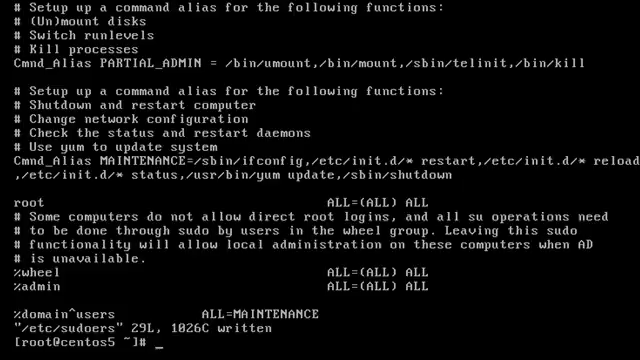 # Setup up a command alias for the following functions:
# (Un)mount disks
# Switch runlevels
# Kill processes
Cmnd_Alias PARTIAL_ADMIN = /bin/umount,/bin/mount,/sbin/telinit,/bin/kill
# Setup up a command alias for the following functions:
# Shutdown and restart computer
# Change network configuration
# Check the status and restart daemons
# Use yum to update system
Cmnd_Alias MAINTENANCE=/sbin/ifconfig,/etc/init.d/* restart,/etc/init.d/* reload
,/etc/init.d/* status,/usr/bin/yum update,/sbin/shutdown
root ALL=(ALL) ALL
# Some computers do not allow direct root logins, and all su operations need
# to be done through sudo by users in the wheel group. Leaving this sudo
# functionality will allow local administration on these computers when AD
# is unavailable.
%wheel ALL=(ALL) ALL
%admin ALL=(ALL) ALL
%domain^users ALL=MAINTENANCE
"/etc/sudoers" 29L, 1026C written
[root@centos5 ~]# _